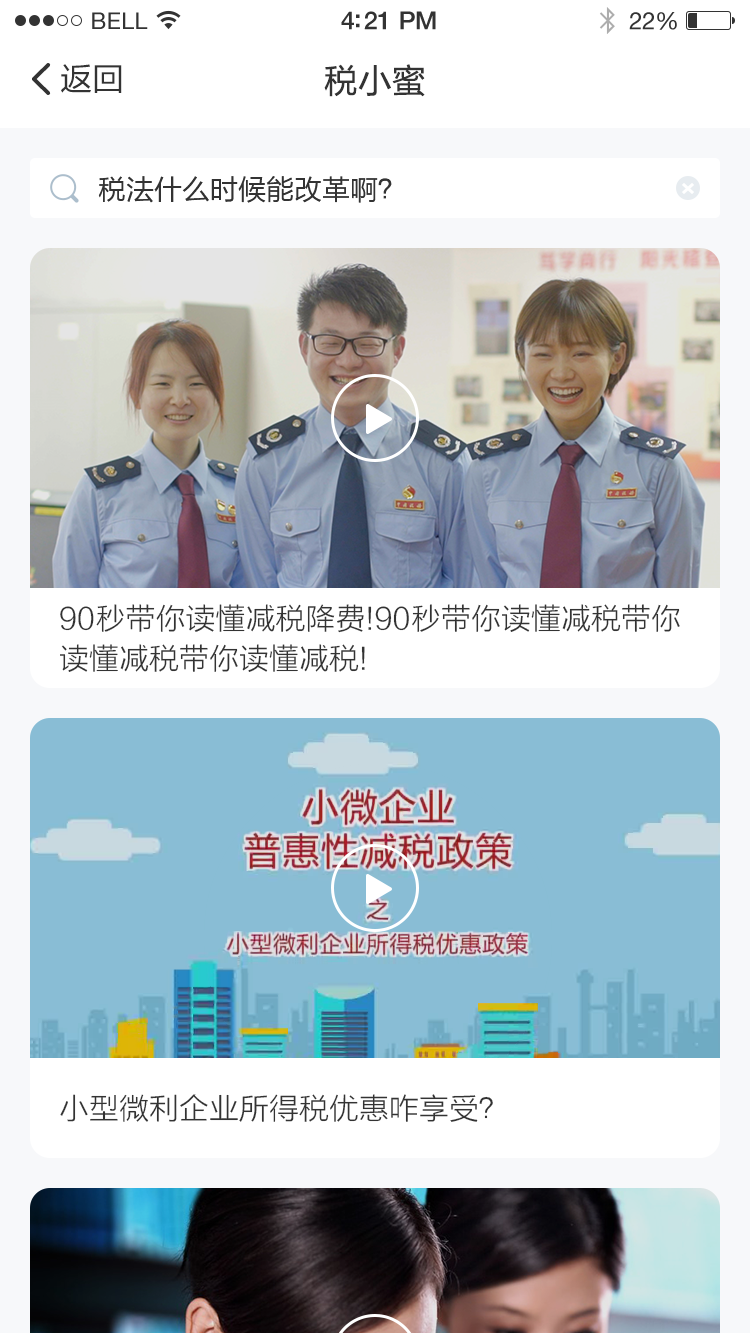 BELL
4:21 PM
22%
返回
税小蜜
税法什么时候能改革啊?
90秒带你读懂减税降费!90秒带你读懂减税带你
读懂减税带你读懂减税!
小微企业
普惠性减税政策
之
小型微利企业所得税优惠政策
小型微利企业所得税优惠咋享受?